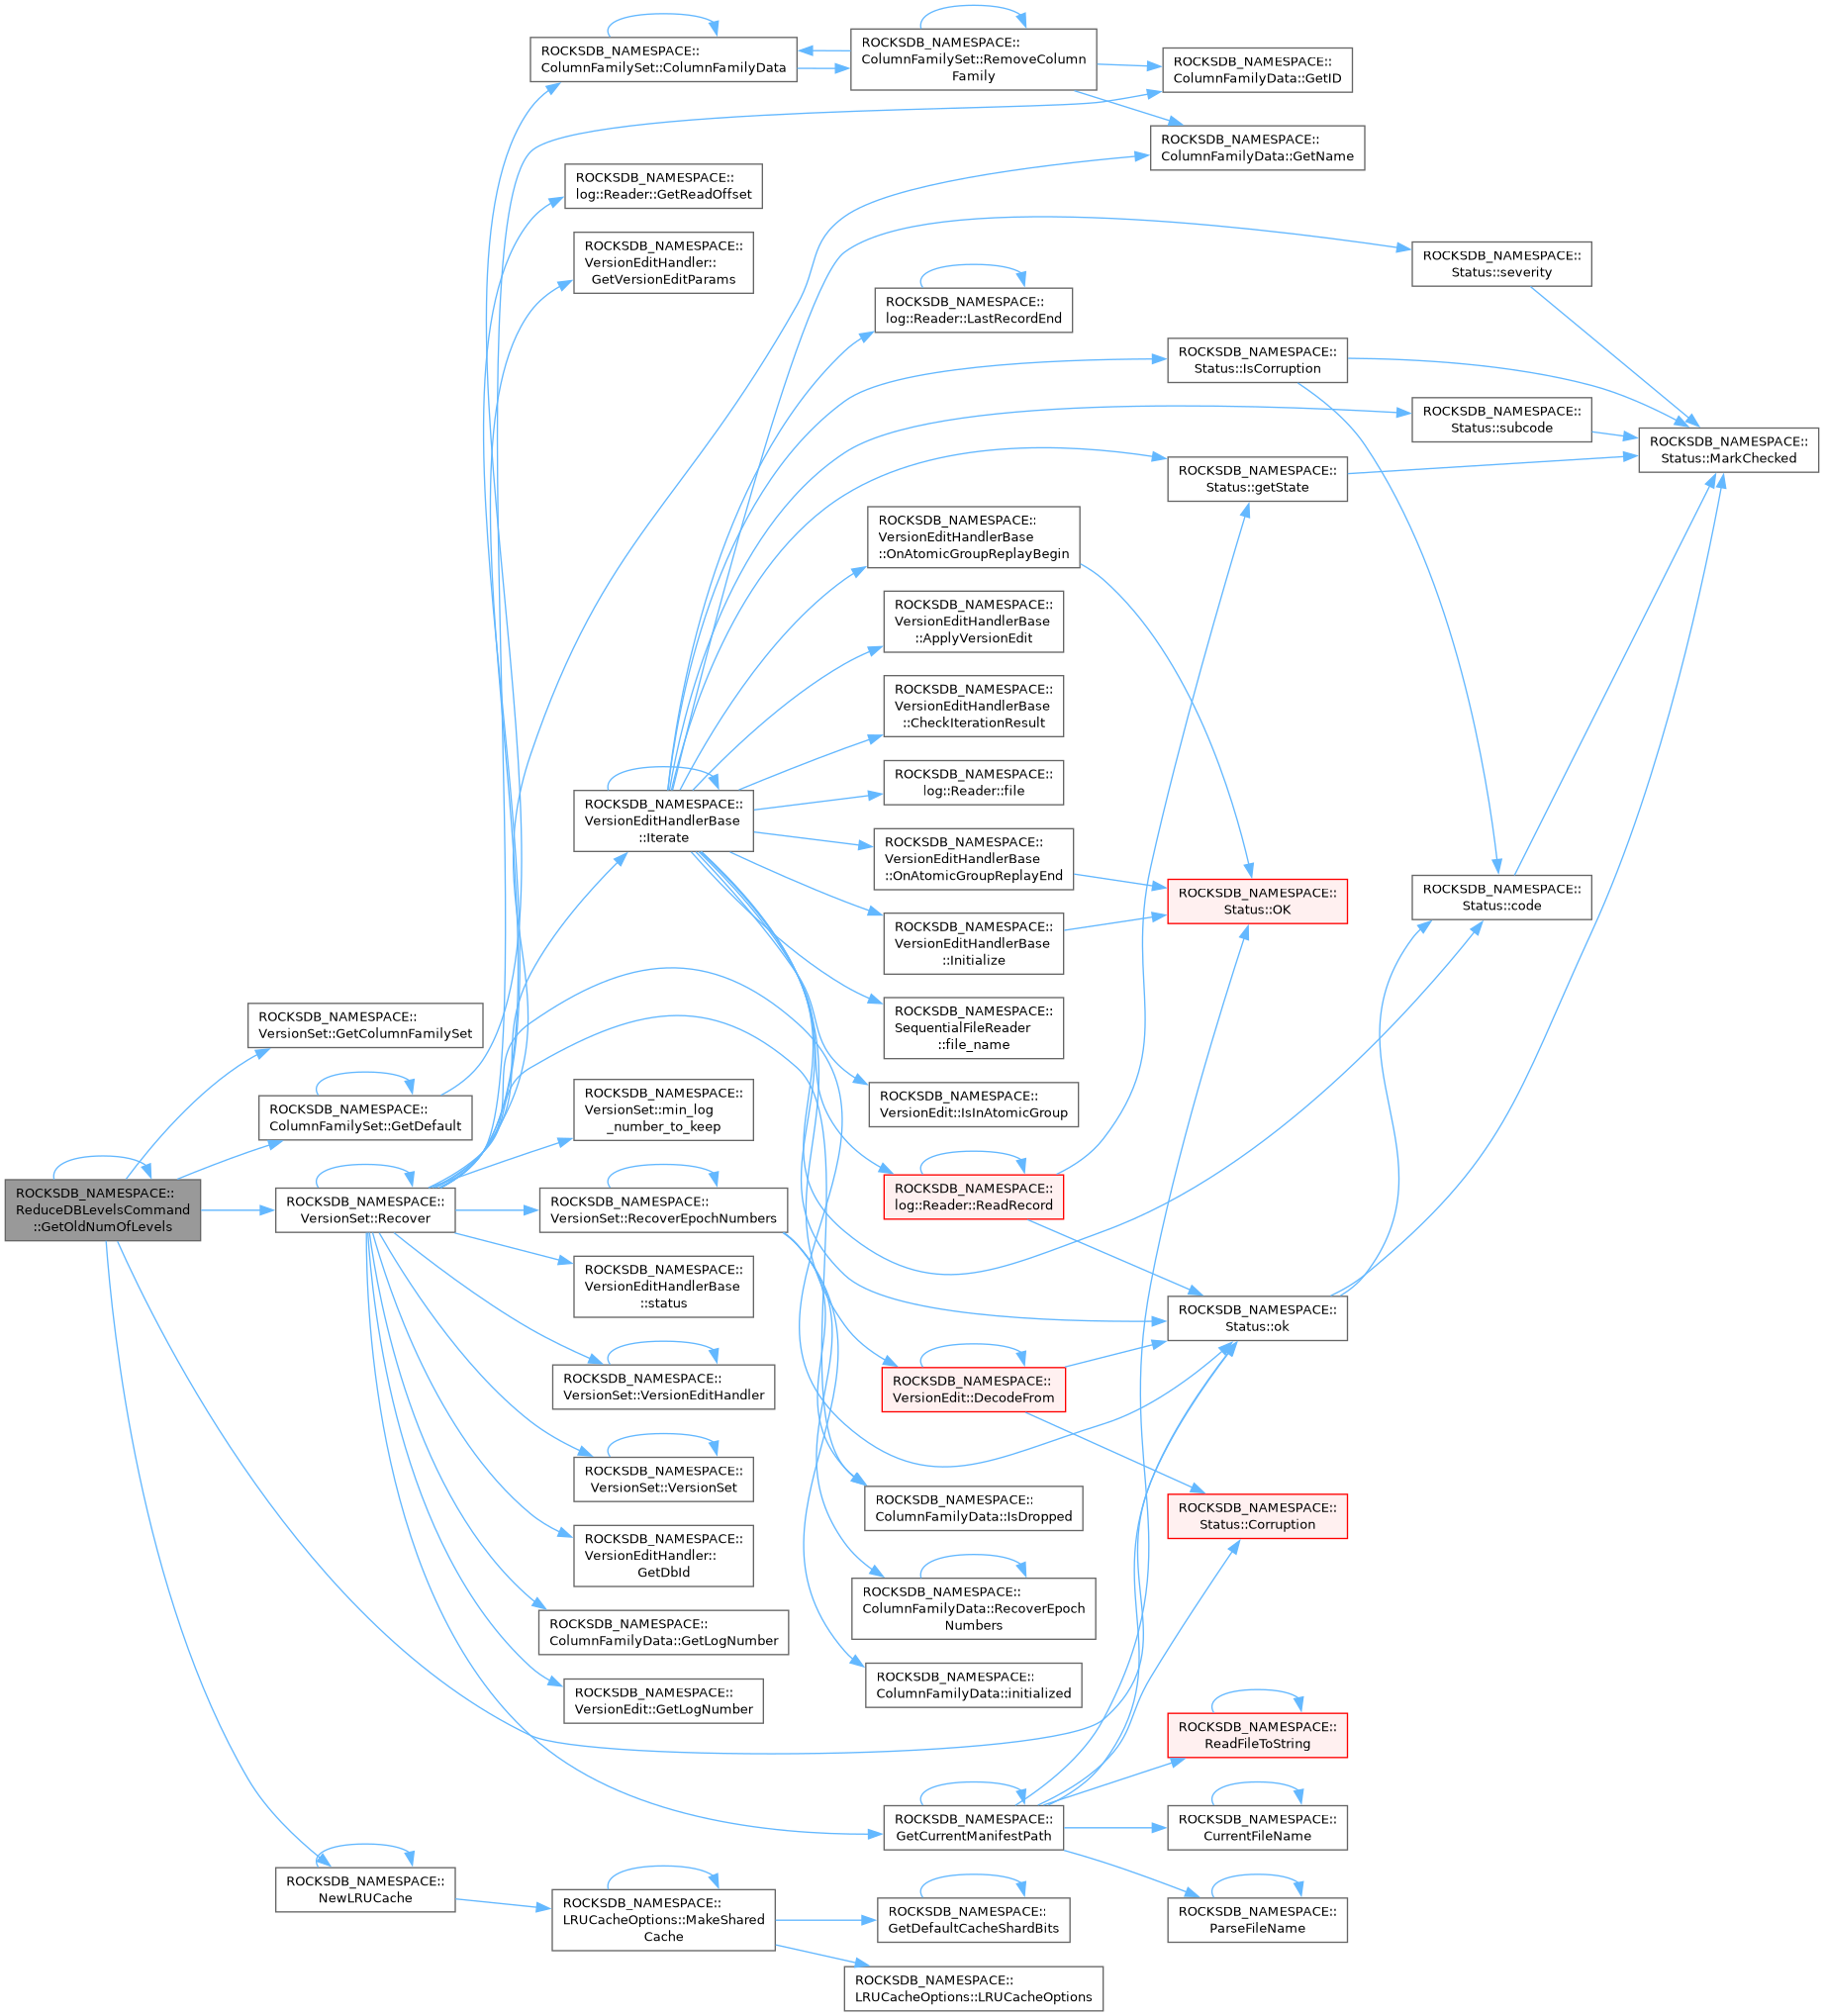 ROCKSDB_NAMESPACE::
ColumnFamilySet::ColumnFamilyData
ROCKSDB_NAMESPACE::
ColumnFamilySet::RemoveColumn
Family
ROCKSDB_NAMESPACE::
ColumnFamilyData::GetID
ROCKSDB_NAMESPACE::
ColumnFamilyData::GetName
ROCKSDB_NAMESPACE::
log::Reader::GetReadOffset
ROCKSDB_NAMESPACE::
VersionEditHandler::
GetVersionEditParams
ROCKSDB_NAMESPACE::
Status::severity
ROCKSDB_NAMESPACE::
log::Reader::LastRecordEnd
ROCKSDB_NAMESPACE::
Status::IsCorruption
ROCKSDB_NAMESPACE::
Status::subcode
ROCKSDB_NAMESPACE::
Status::MarkChecked
ROCKSDB_NAMESPACE::
Status::getState
ROCKSDB_NAMESPACE::
VersionEditHandlerBase
::OnAtomicGroupReplayBegin
ROCKSDB_NAMESPACE::
VersionEditHandlerBase
::ApplyVersionEdit
ROCKSDB_NAMESPACE::
VersionEditHandlerBase
::CheckIterationResult
ROCKSDB_NAMESPACE::
log::Reader::file
ROCKSDB_NAMESPACE::
VersionEditHandlerBase
::Iterate
ROCKSDB_NAMESPACE::
VersionEditHandlerBase
::OnAtomicGroupReplayEnd
ROCKSDB_NAMESPACE::
Status::OK
ROCKSDB_NAMESPACE::
Status::code
ROCKSDB_NAMESPACE::
VersionEditHandlerBase
::Initialize
ROCKSDB_NAMESPACE::
SequentialFileReader
::file_name
ROCKSDB_NAMESPACE::
VersionSet::GetColumnFamilySet
ROCKSDB_NAMESPACE::
ColumnFamilySet::GetDefault
ROCKSDB_NAMESPACE::
VersionSet::min_log
_number_to_keep
ROCKSDB_NAMESPACE::
VersionEdit::IsInAtomicGroup
ROCKSDB_NAMESPACE::
ReduceDBLevelsCommand
::GetOldNumOfLevels
ROCKSDB_NAMESPACE::
VersionSet::Recover
ROCKSDB_NAMESPACE::
VersionSet::RecoverEpochNumbers
ROCKSDB_NAMESPACE::
log::Reader::ReadRecord
ROCKSDB_NAMESPACE::
VersionEditHandlerBase
::status
ROCKSDB_NAMESPACE::
Status::ok
ROCKSDB_NAMESPACE::
VersionSet::VersionEditHandler
ROCKSDB_NAMESPACE::
VersionEdit::DecodeFrom
ROCKSDB_NAMESPACE::
VersionSet::VersionSet
ROCKSDB_NAMESPACE::
ColumnFamilyData::IsDropped
ROCKSDB_NAMESPACE::
Status::Corruption
ROCKSDB_NAMESPACE::
VersionEditHandler::
GetDbId
ROCKSDB_NAMESPACE::
ColumnFamilyData::RecoverEpoch
Numbers
ROCKSDB_NAMESPACE::
ColumnFamilyData::GetLogNumber
ROCKSDB_NAMESPACE::
ColumnFamilyData::initialized
ROCKSDB_NAMESPACE::
VersionEdit::GetLogNumber
ROCKSDB_NAMESPACE::
ReadFileToString
ROCKSDB_NAMESPACE::
GetCurrentManifestPath
ROCKSDB_NAMESPACE::
CurrentFileName
ROCKSDB_NAMESPACE::
NewLRUCache
ROCKSDB_NAMESPACE::
LRUCacheOptions::MakeShared
Cache
ROCKSDB_NAMESPACE::
GetDefaultCacheShardBits
ROCKSDB_NAMESPACE::
ParseFileName
ROCKSDB_NAMESPACE::
LRUCacheOptions::LRUCacheOptions